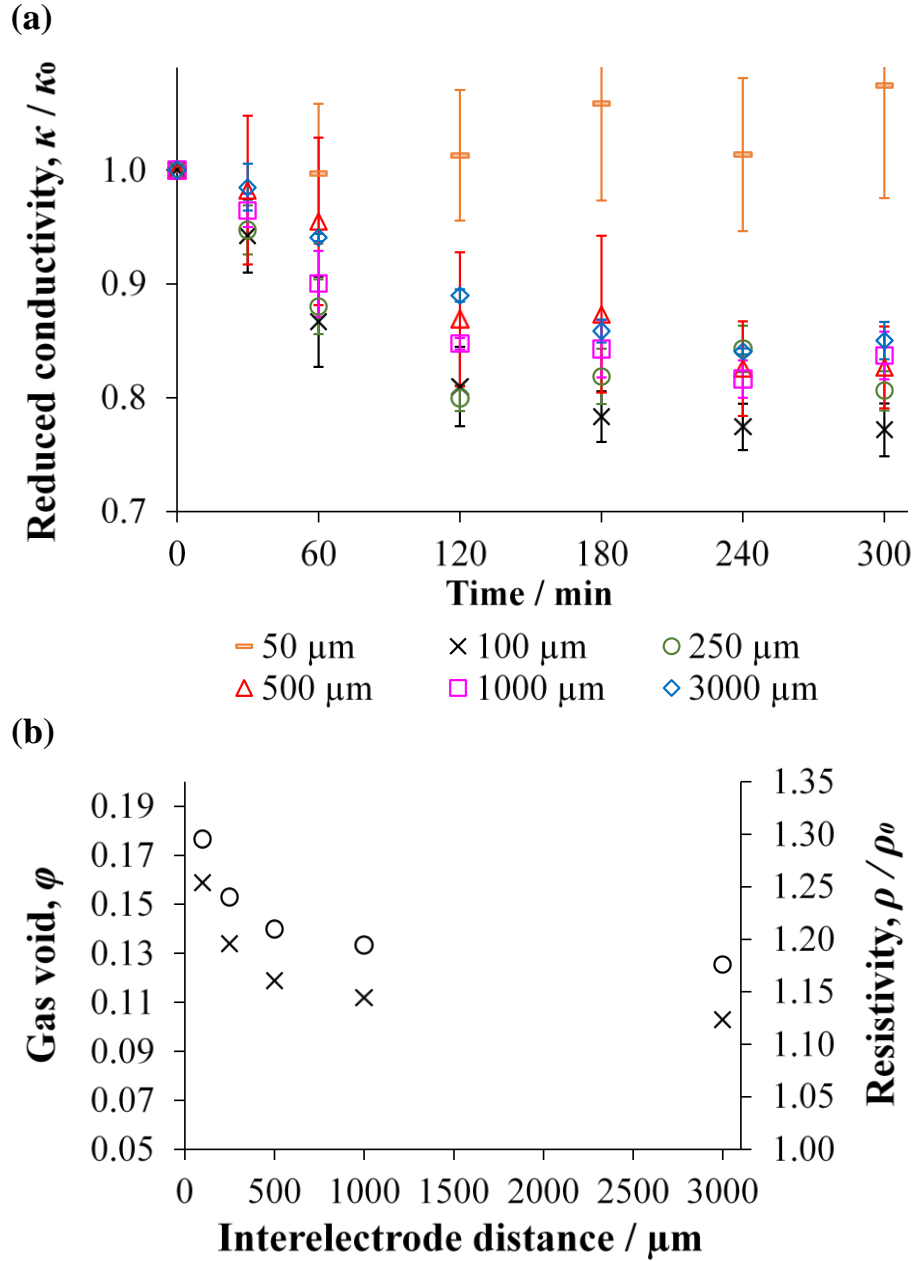 (a)
Reduced conductivity, κ / κ₀
1.0
0.9
0.8
0.7
0 60 120 180 240 300
Time / min
50 µm 100 µm 250 µm
500 µm 1000 µm 3000 µm
(b)
Gas void, φ
0.19
0.17
0.15
0.13
0.11
0.09
0.07
0.05
1.35
1.30
1.25
1.20
1.15
1.10
1.05
1.00
Resistivity, ρ / ρ₀
0 500 1000 1500 2000 2500 3000
Interelectrode distance / µm